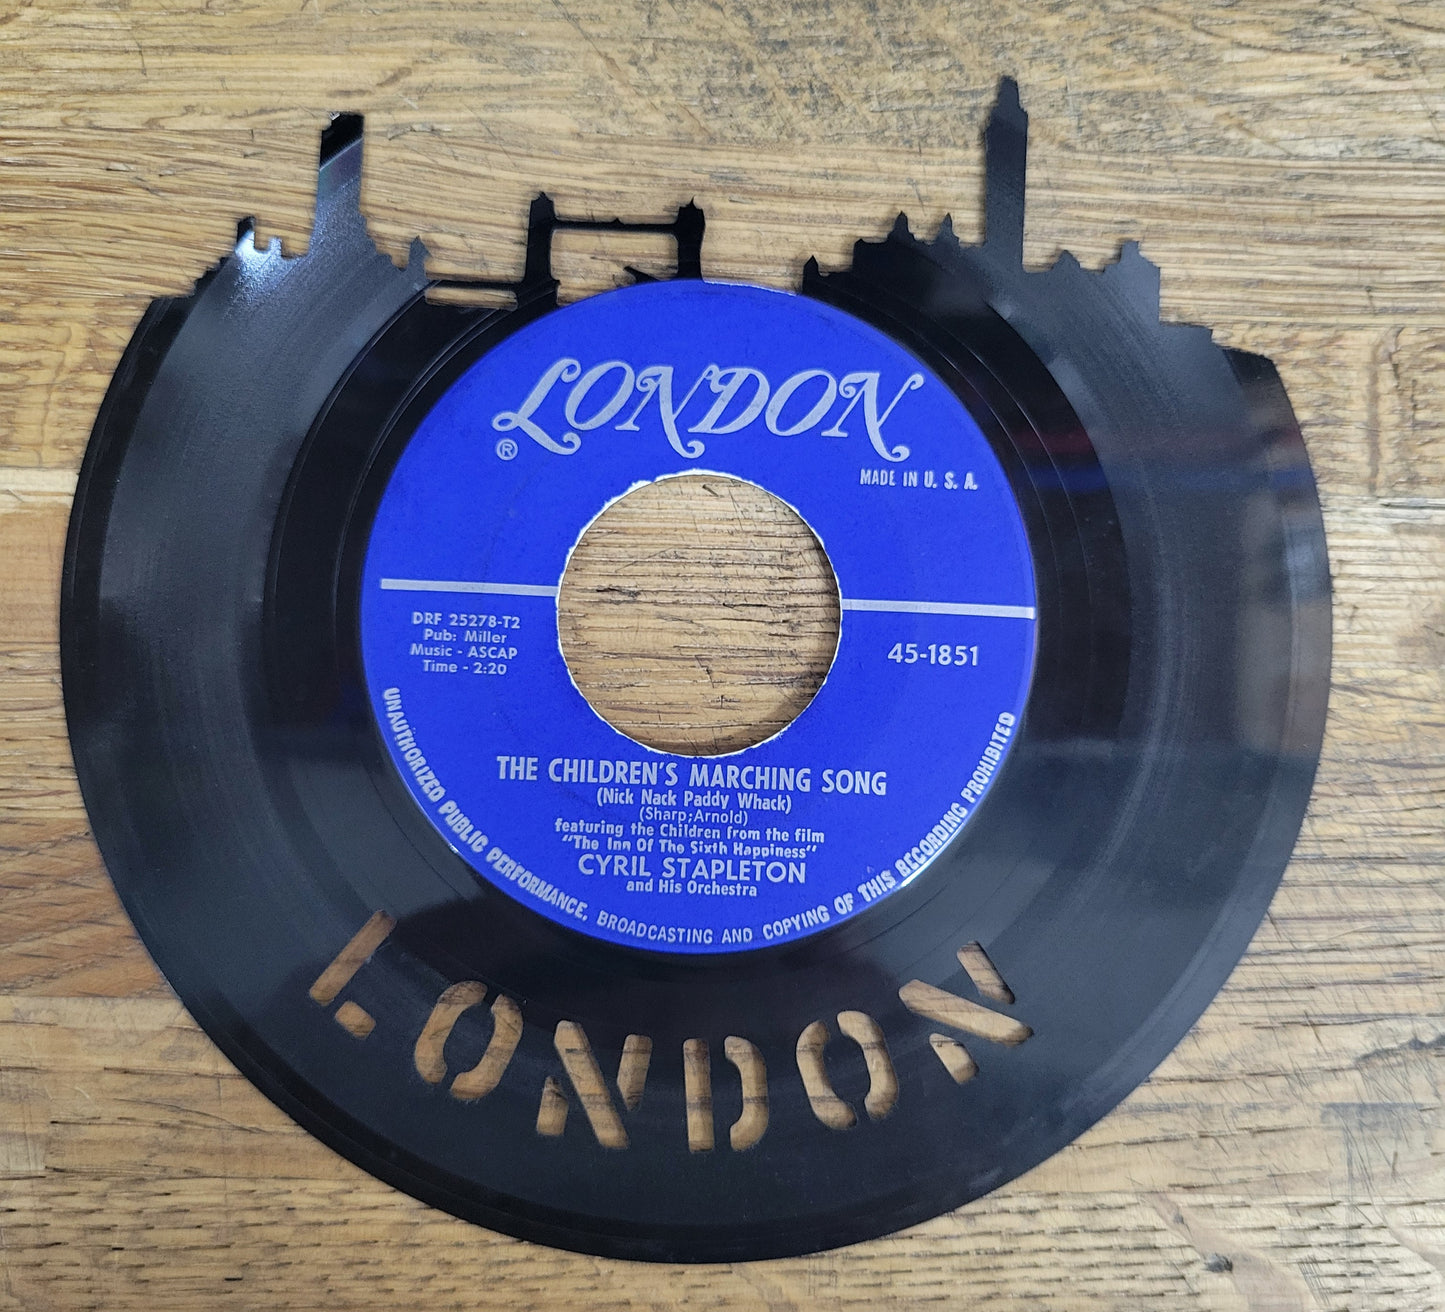 LONDON
®
MADE IN U. S. A.
DRF 25278-T2
Pub: Miller
Music - ASCAP
Time - 2:20
45-1851
THE CHILDREN'S MARCHING SONG
(Nick Nack Paddy Whack)
(Sharp;Arnold)
featuring the Children from the film
"The Inn Of The Sixth Happiness"
CYRIL STAPLETON
and His Orchestra
UNAUTHORIZED PUBLIC PERFORMANCE, BROADCASTING AND COPYING OF THIS RECORDING PROHIBITED
LONDON